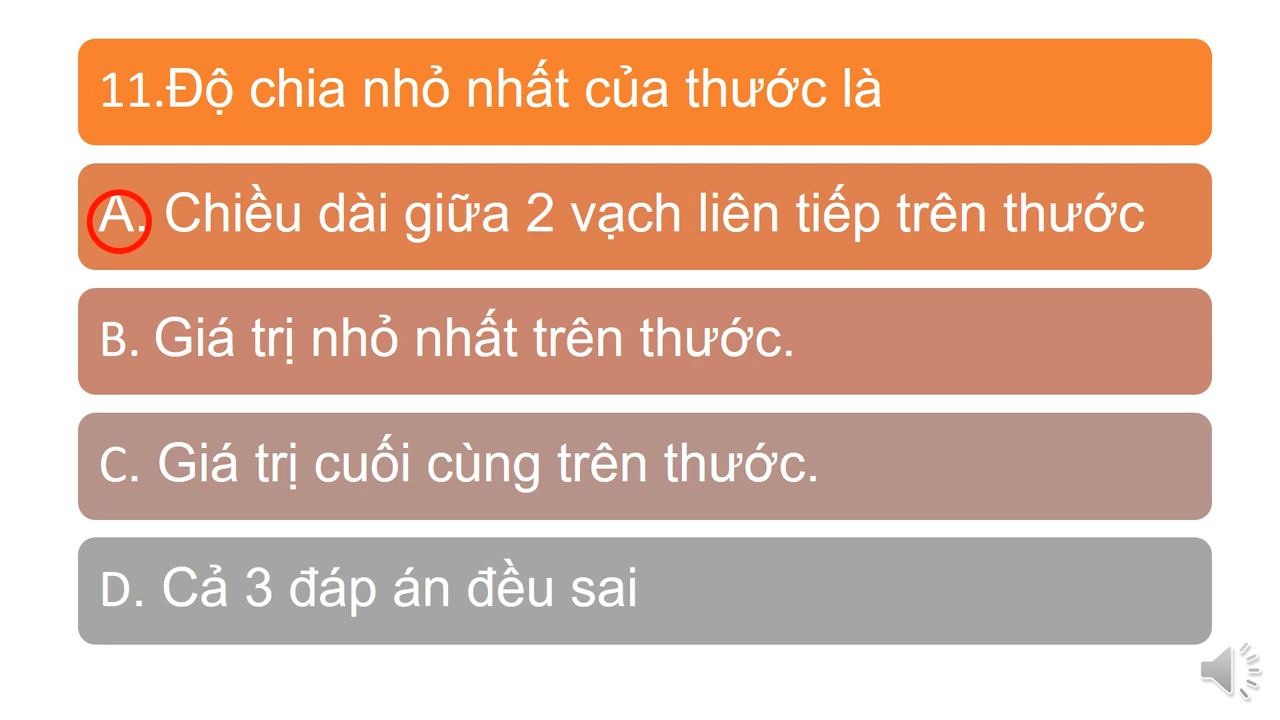 11.Độ chia nhỏ nhất của thước là
A. Chiều dài giữa 2 vạch liên tiếp trên thước
B. Giá trị nhỏ nhất trên thước.
C. Giá trị cuối cùng trên thước.
D. Cả 3 đáp án đều sai